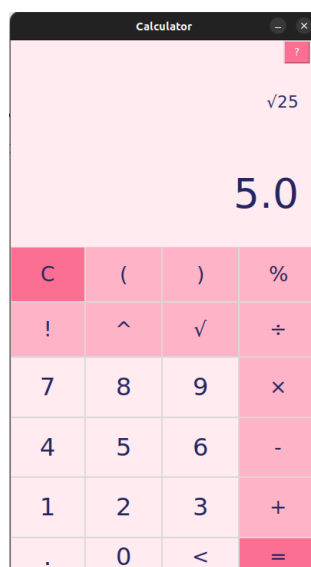 Calculator
?
√25
5.0
C ( ) %
! ^ √ ÷
7 8 9 ×
4 5 6 -
1 2 3 +
. 0 < =